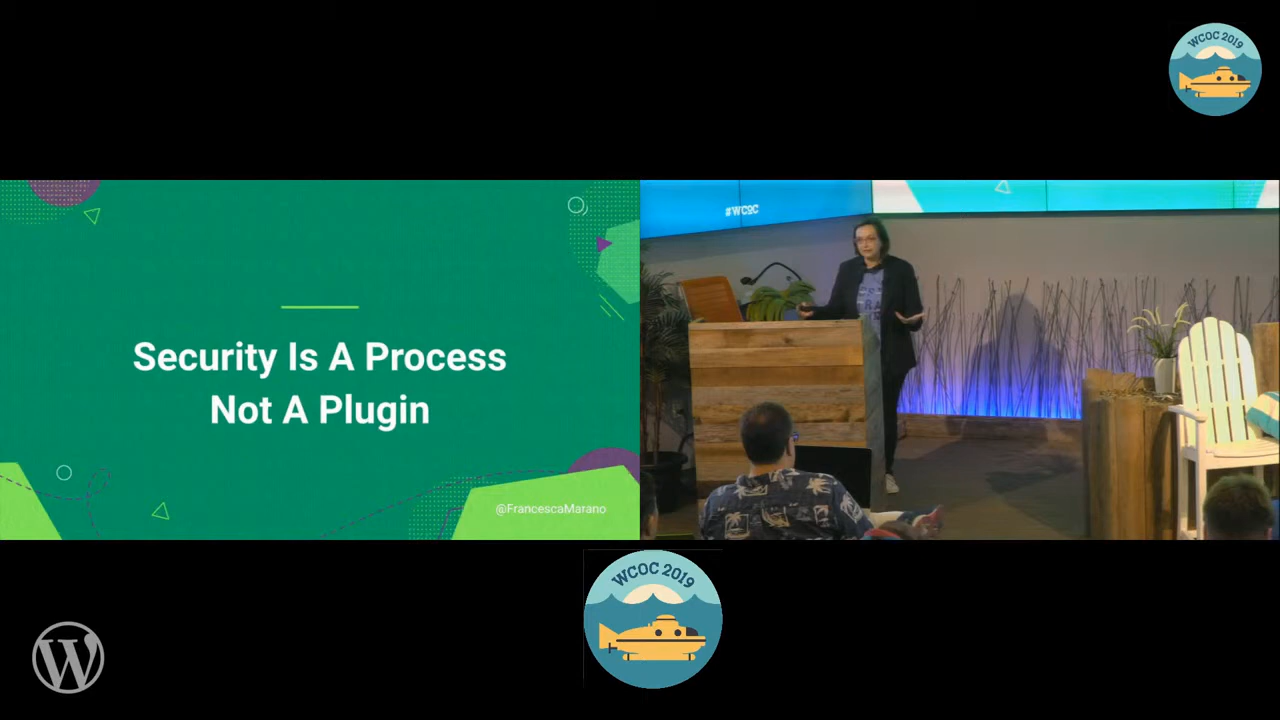 WCOC 2019
Security Is A Process
Not A Plugin
@FrancescaMarano
#WCOC
WCOC 2019